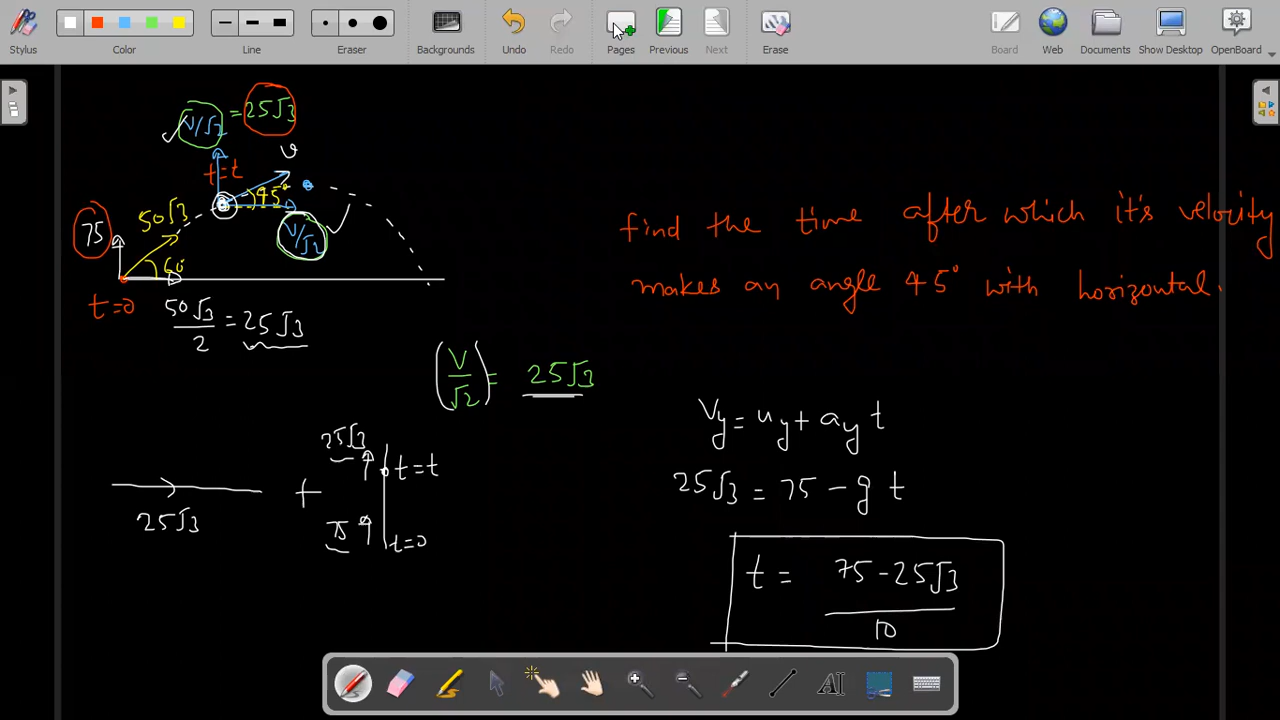 Stylus
Color
Line
Eraser
Backgrounds
Undo
Redo
Pages
Previous
Next
Erase
Board
Web
Documents
Show Desktop
OpenBoard
V/√2 = 25√3
v
t=t
45°
50√3
75
60°
V/√2
t=0
50√3/2 = 25√3
find the time after which it's velocity
makes an angle 45° with horizontal.
(V/√2) = 25√3
Vy = uy + ay t
25√3 = 75 - g t
t = 75-25√3/10
25√3
+
25√3
t=t
75
t=0
AI